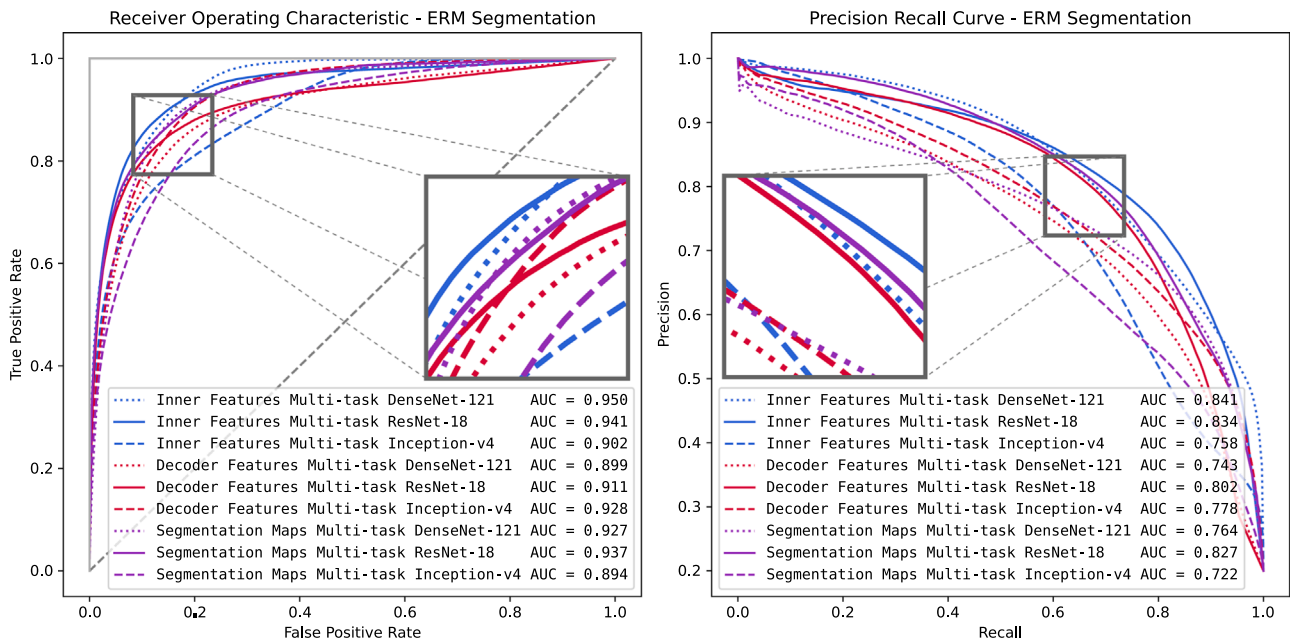 Receiver Operating Characteristic - ERM Segmentation
1.0
0.8
0.6
0.4
0.2
0.0
True Positive Rate
Inner Features Multi-task DenseNet-121 AUC = 0.950
Inner Features Multi-task ResNet-18 AUC = 0.941
Inner Features Multi-task Inception-v4 AUC = 0.902
Decoder Features Multi-task DenseNet-121 AUC = 0.899
Decoder Features Multi-task ResNet-18 AUC = 0.911
Decoder Features Multi-task Inception-v4 AUC = 0.928
Segmentation Maps Multi-task DenseNet-121 AUC = 0.927
Segmentation Maps Multi-task ResNet-18 AUC = 0.937
Segmentation Maps Multi-task Inception-v4 AUC = 0.894
0.0 0.2 0.4 0.6 0.8 1.0
False Positive Rate
Precision Recall Curve - ERM Segmentation
1.0
0.9
0.8
0.7
0.6
0.5
0.4
0.3
0.2
Precision
Inner Features Multi-task DenseNet-121 AUC = 0.841
Inner Features Multi-task ResNet-18 AUC = 0.834
Inner Features Multi-task Inception-v4 AUC = 0.758
Decoder Features Multi-task DenseNet-121 AUC = 0.743
Decoder Features Multi-task ResNet-18 AUC = 0.802
Decoder Features Multi-task Inception-v4 AUC = 0.778
Segmentation Maps Multi-task DenseNet-121 AUC = 0.764
Segmentation Maps Multi-task ResNet-18 AUC = 0.827
Segmentation Maps Multi-task Inception-v4 AUC = 0.722
0.0 0.2 0.4 0.6 0.8 1.0
Recall